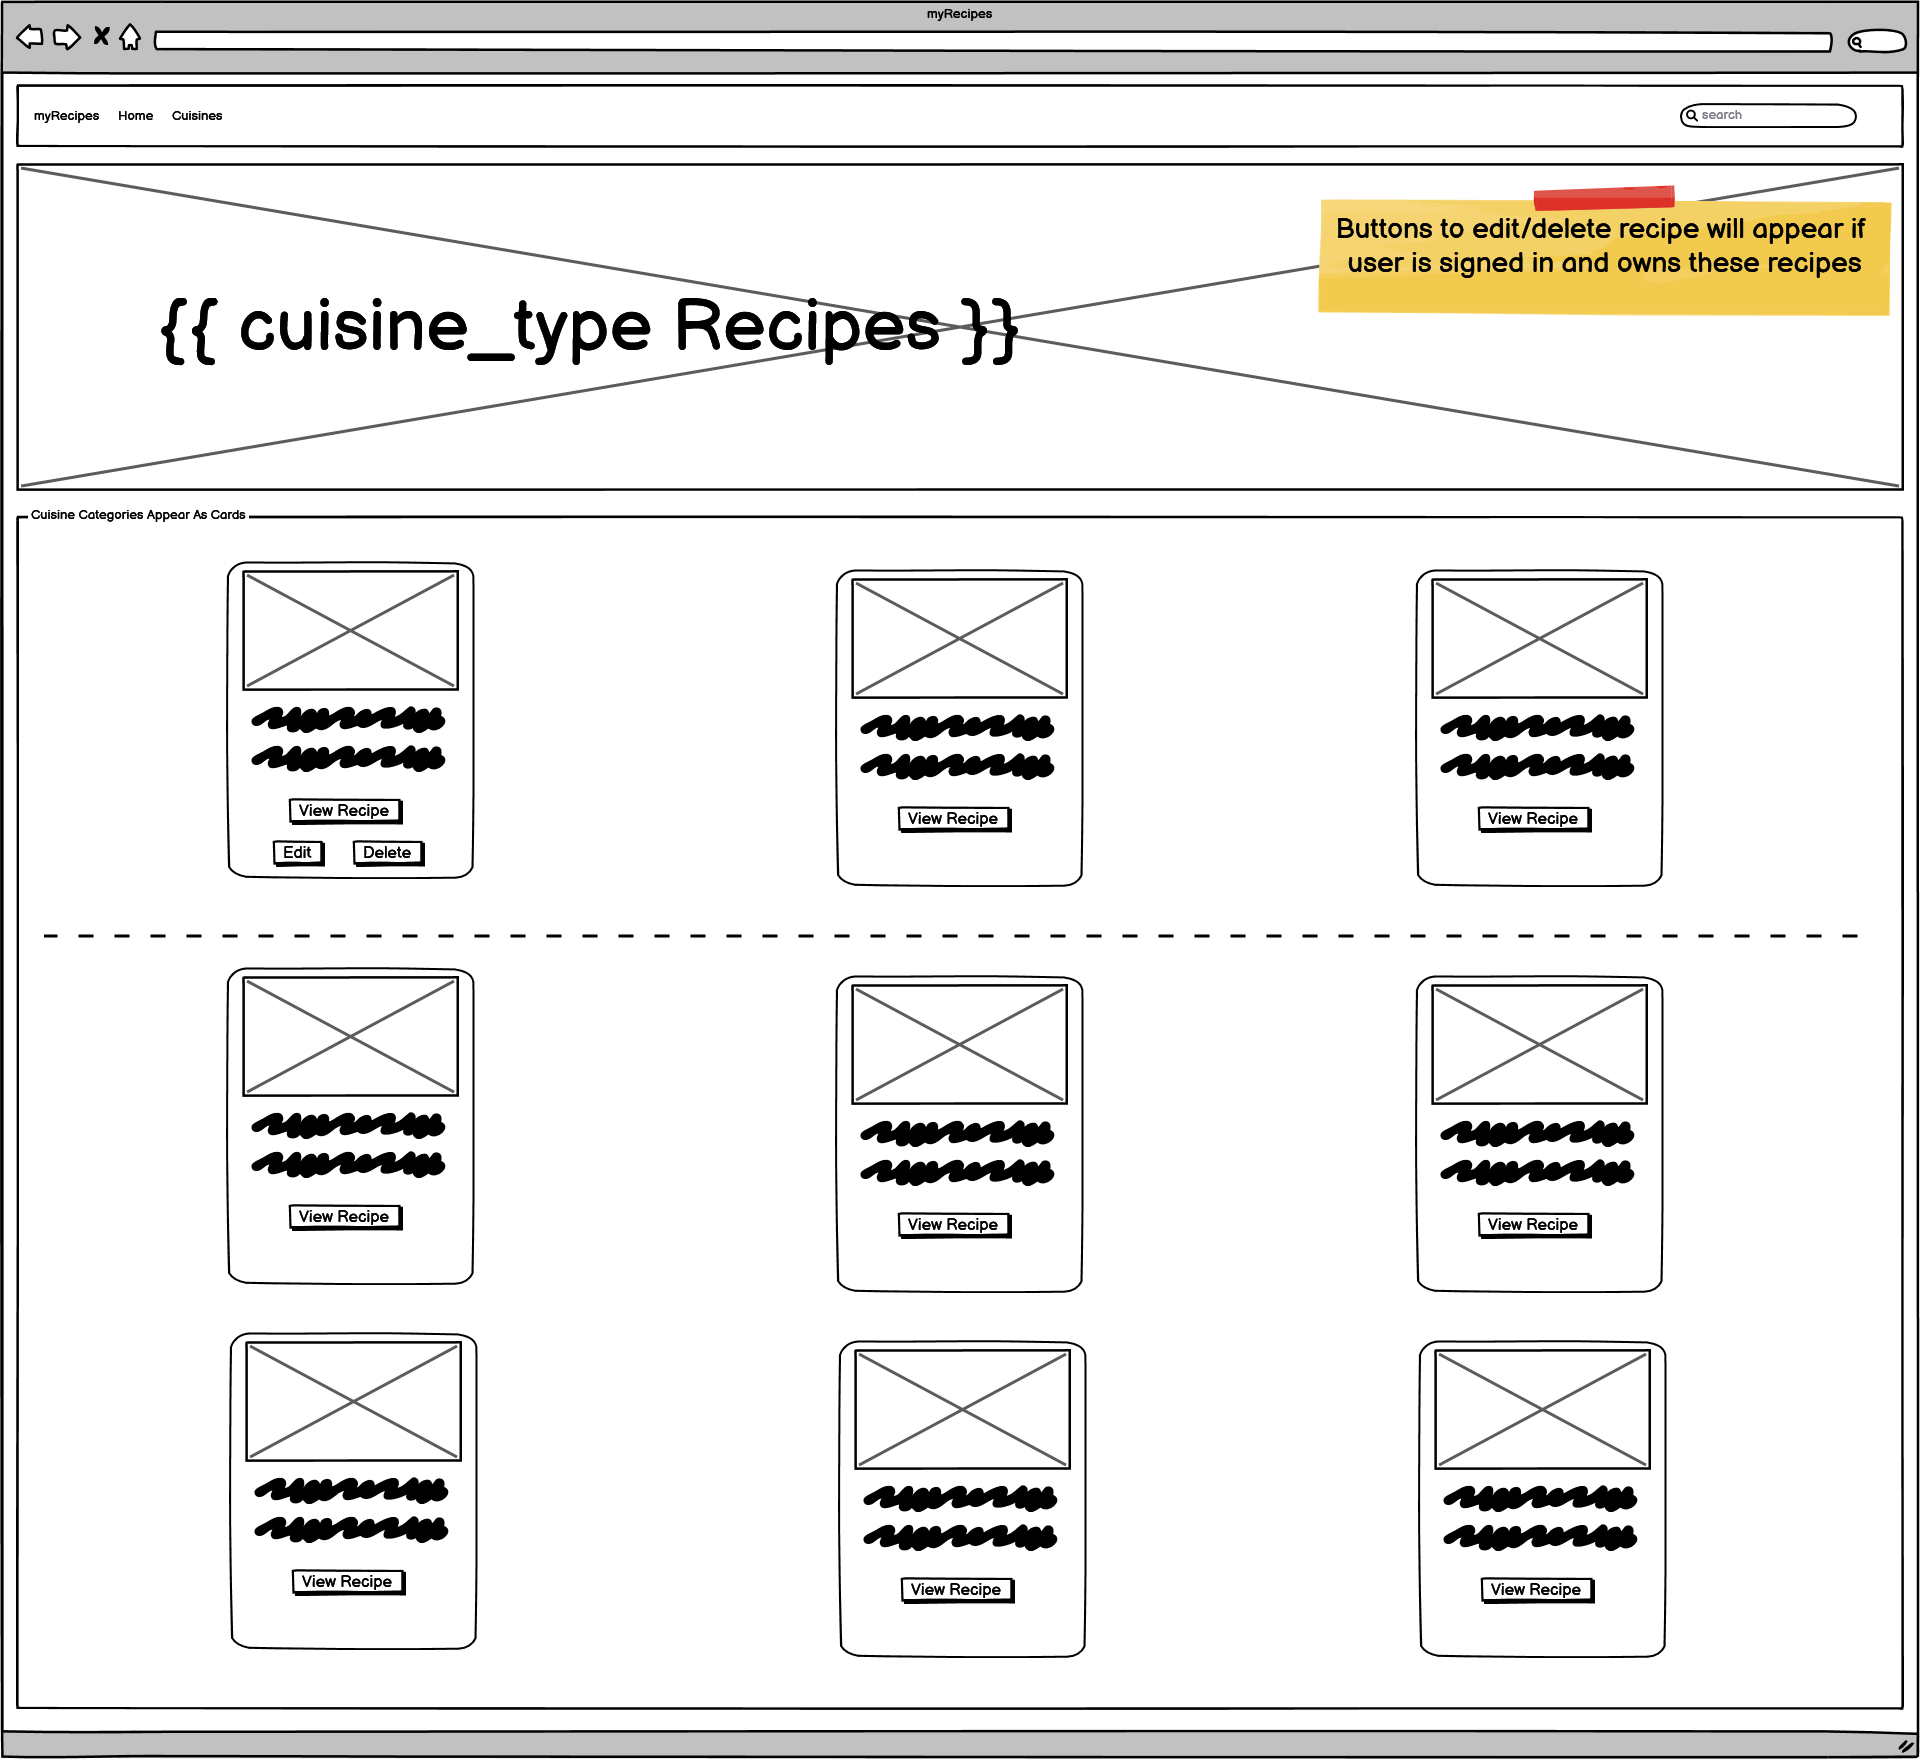 myRecipes
myRecipes Home Cuisines search
Buttons to edit/delete recipe will appear if
user is signed in and owns these recipes
{{ cuisine_type Recipes }}
Cuisine Categories Appear As Cards
View Recipe
Edit Delete
View Recipe
View Recipe
View Recipe
View Recipe
View Recipe
View Recipe
View Recipe
View Recipe